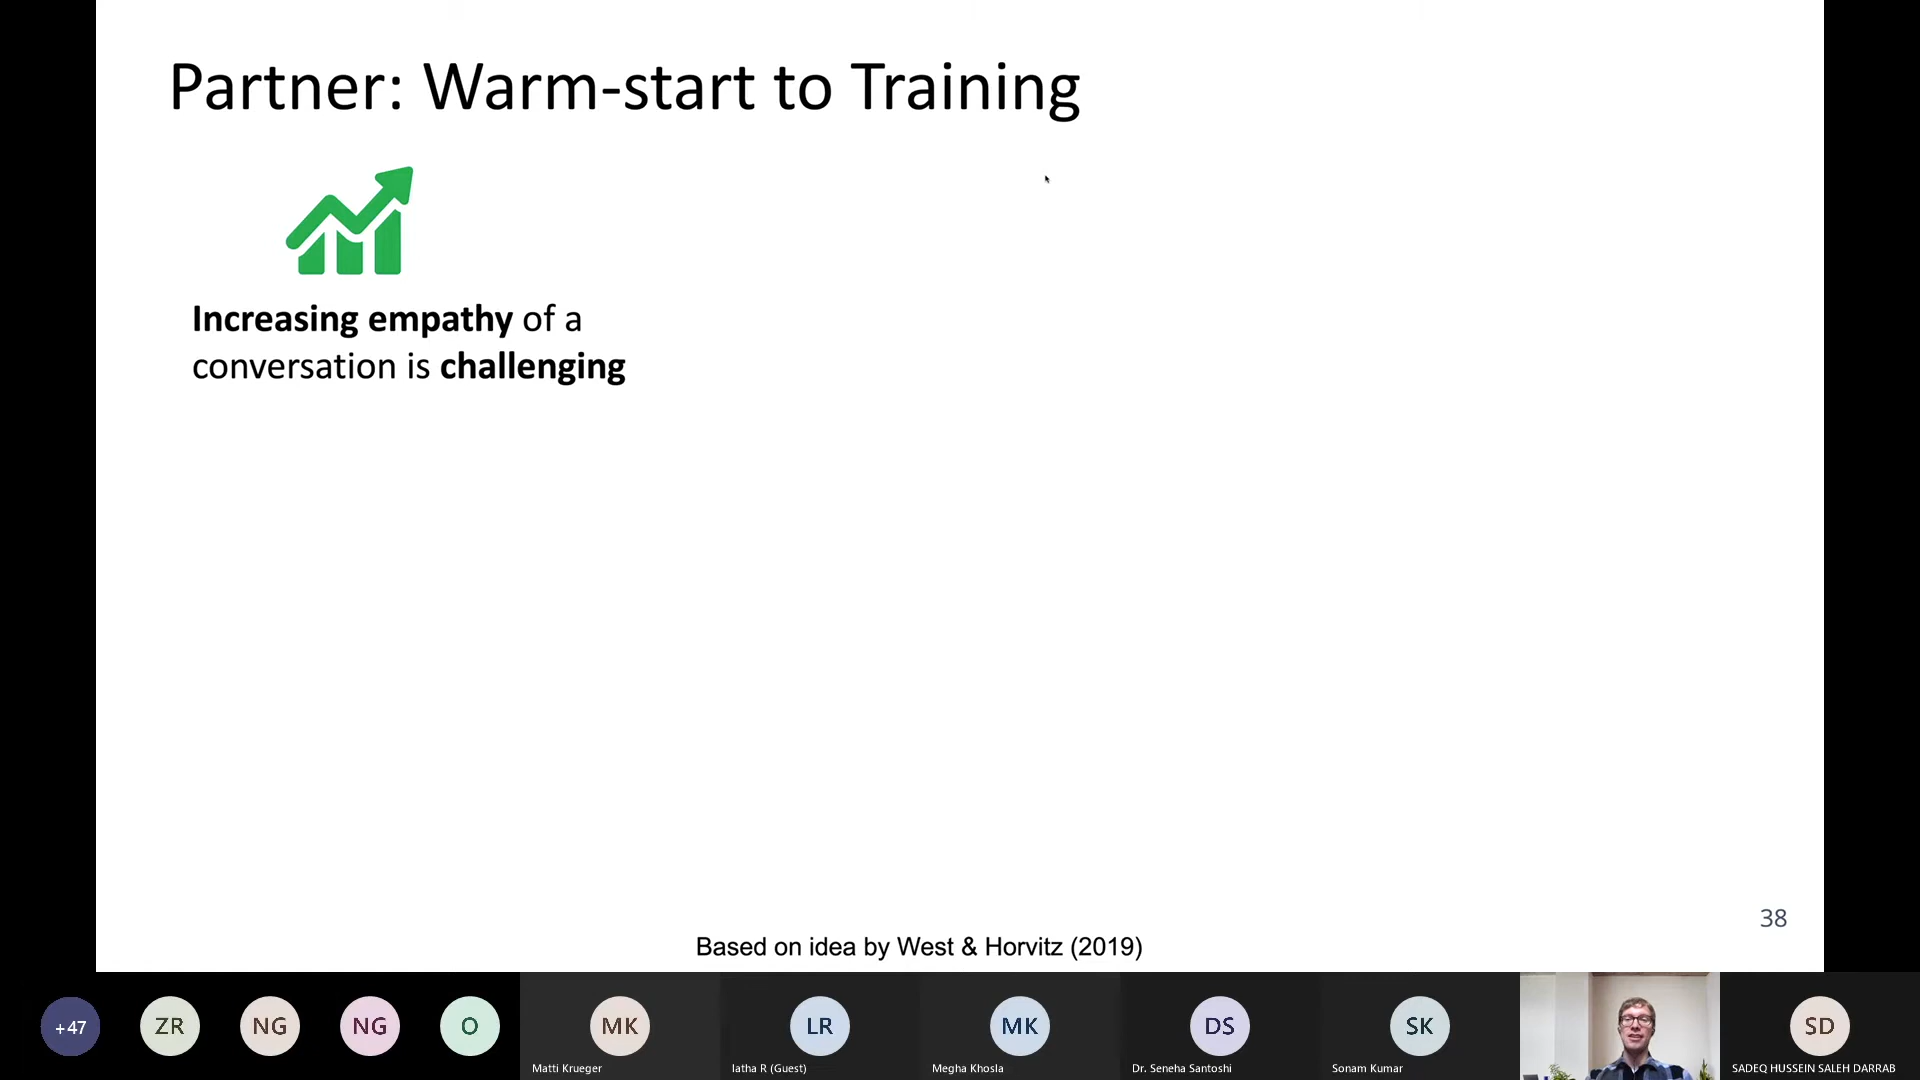 Partner: Warm-start to Training
Increasing empathy of a
conversation is challenging
38
Based on idea by West & Horvitz (2019)
+47
ZR
NG
NG
O
MK
LR
MK
DS
SK
SD
Matti Krueger
latha R (Guest)
Megha Khosla
Dr. Seneha Santoshi
Sonam Kumar
SADEQ HUSSEIN SALEH DARRAB